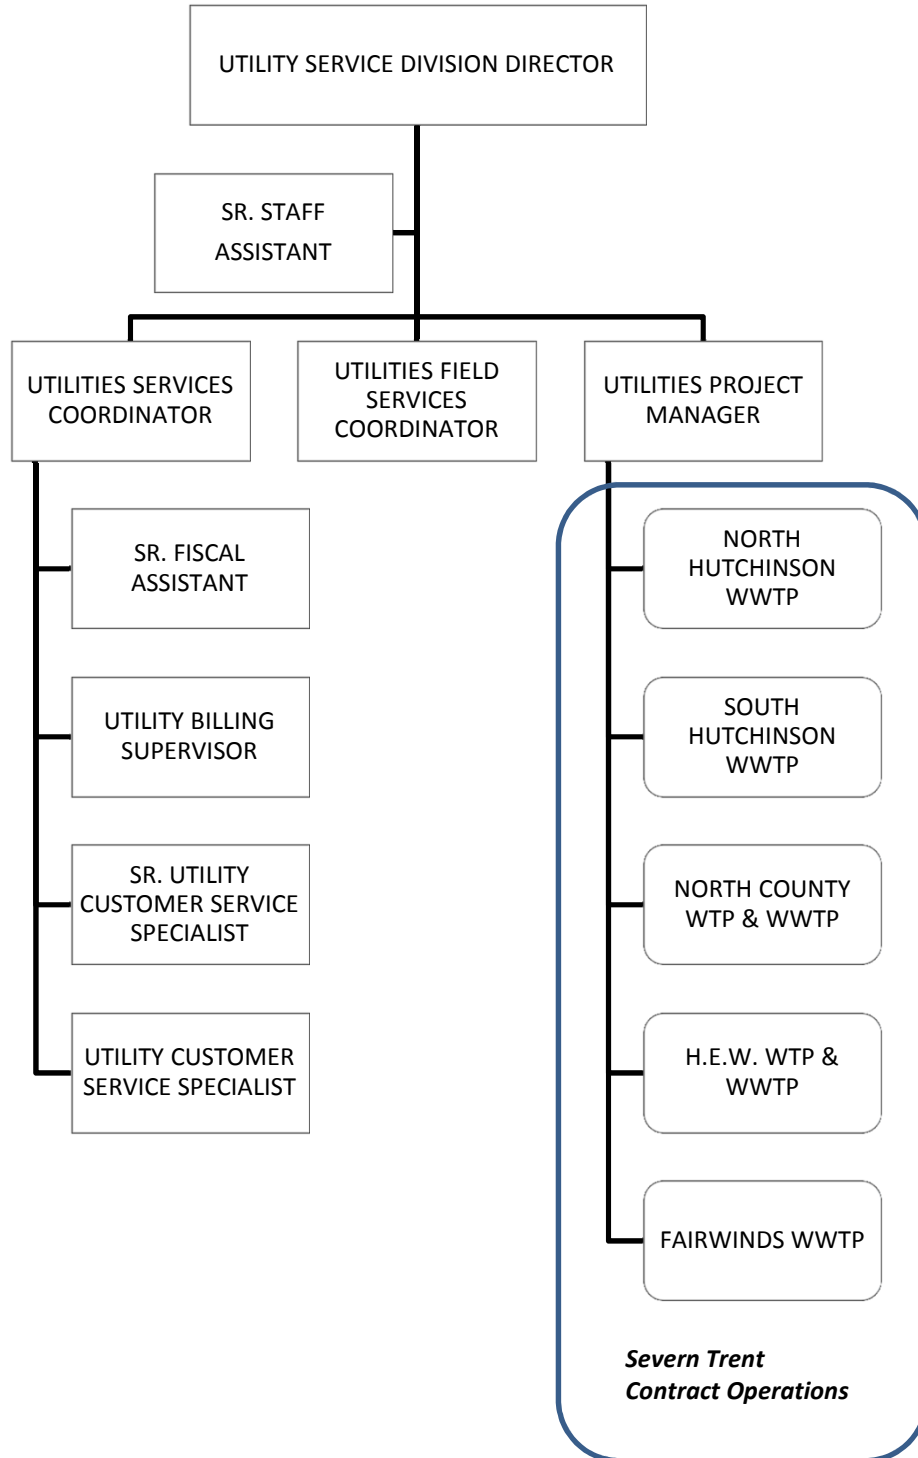 UTILITY SERVICE DIVISION DIRECTOR
SR. STAFF
ASSISTANT
UTILITIES SERVICES
COORDINATOR
UTILITIES FIELD
SERVICES
COORDINATOR
UTILITIES PROJECT
MANAGER
SR. FISCAL
ASSISTANT
UTILITY BILLING
SUPERVISOR
SR. UTILITY
CUSTOMER SERVICE
SPECIALIST
UTILITY CUSTOMER
SERVICE SPECIALIST
NORTH
HUTCHINSON
WWTP
SOUTH
HUTCHINSON
WWTP
NORTH COUNTY
WTP & WWTP
H.E.W. WTP &
WWTP
FAIRWINDS WWTP
Severn Trent
Contract Operations